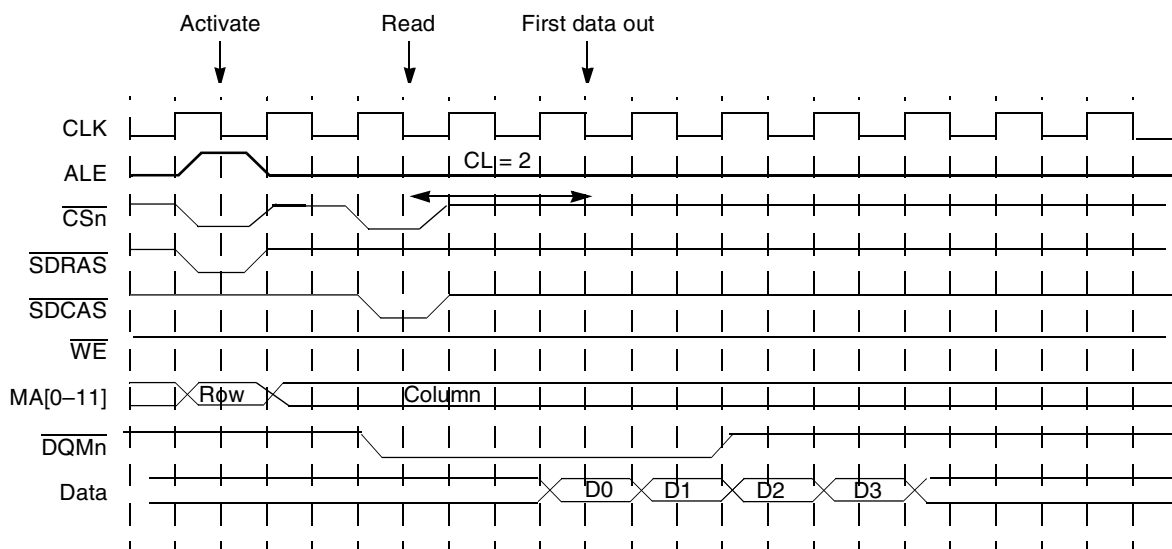 Activate Read First data out
CLK
ALE CL = 2
CSn
SDRAS
SDCAS
WE
MA[0–11] Row Column
DQMn
Data D0 D1 D2 D3